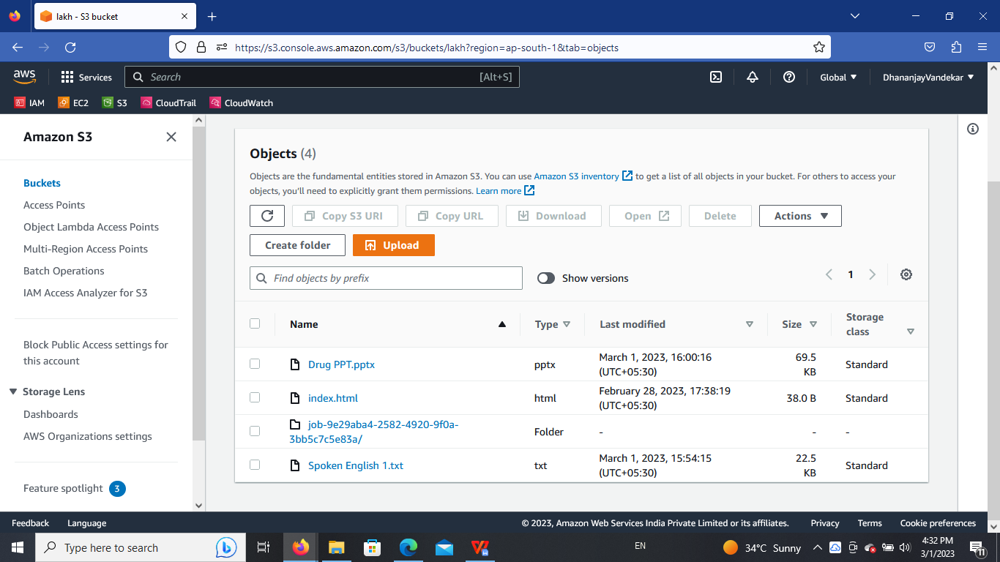 lakh - S3 bucket
https://s3.console.aws.amazon.com/s3/buckets/lakh?region=ap-south-1&tab=objects
aws
Services
Search
[Alt+S]
Global
DhananjayVandekar
IAM
EC2
S3
CloudTrail
CloudWatch
Amazon S3
Buckets
Access Points
Object Lambda Access Points
Multi-Region Access Points
Batch Operations
IAM Access Analyzer for S3
Block Public Access settings for
this account
Storage Lens
Dashboards
AWS Organizations settings
Feature spotlight 3
Objects (4)
Objects are the fundamental entities stored in Amazon S3. You can use Amazon S3 inventory to get a list of all objects in your bucket. For others to access your
objects, you'll need to explicitly grant them permissions. Learn more
Copy S3 URI
Copy URL
Download
Open
Delete
Actions
Create folder
Upload
Find objects by prefix
Show versions
1
Name
Type
Last modified
Size
Storage
class
Drug PPT.pptx
pptx
March 1, 2023, 16:00:16
(UTC+05:30)
69.5
KB
Standard
index.html
html
February 28, 2023, 17:38:19
(UTC+05:30)
38.0 B
Standard
job-9e29aba4-2582-4920-9f0a-
3bb5c7c5e83a/
Folder
-
-
-
Spoken English 1.txt
txt
March 1, 2023, 15:54:15
(UTC+05:30)
22.5
KB
Standard
Feedback
Language
© 2023, Amazon Web Services India Private Limited or its affiliates.
Privacy
Terms
Cookie preferences
Type here to search
EN
34°C Sunny
4:32 PM
3/1/2023
11